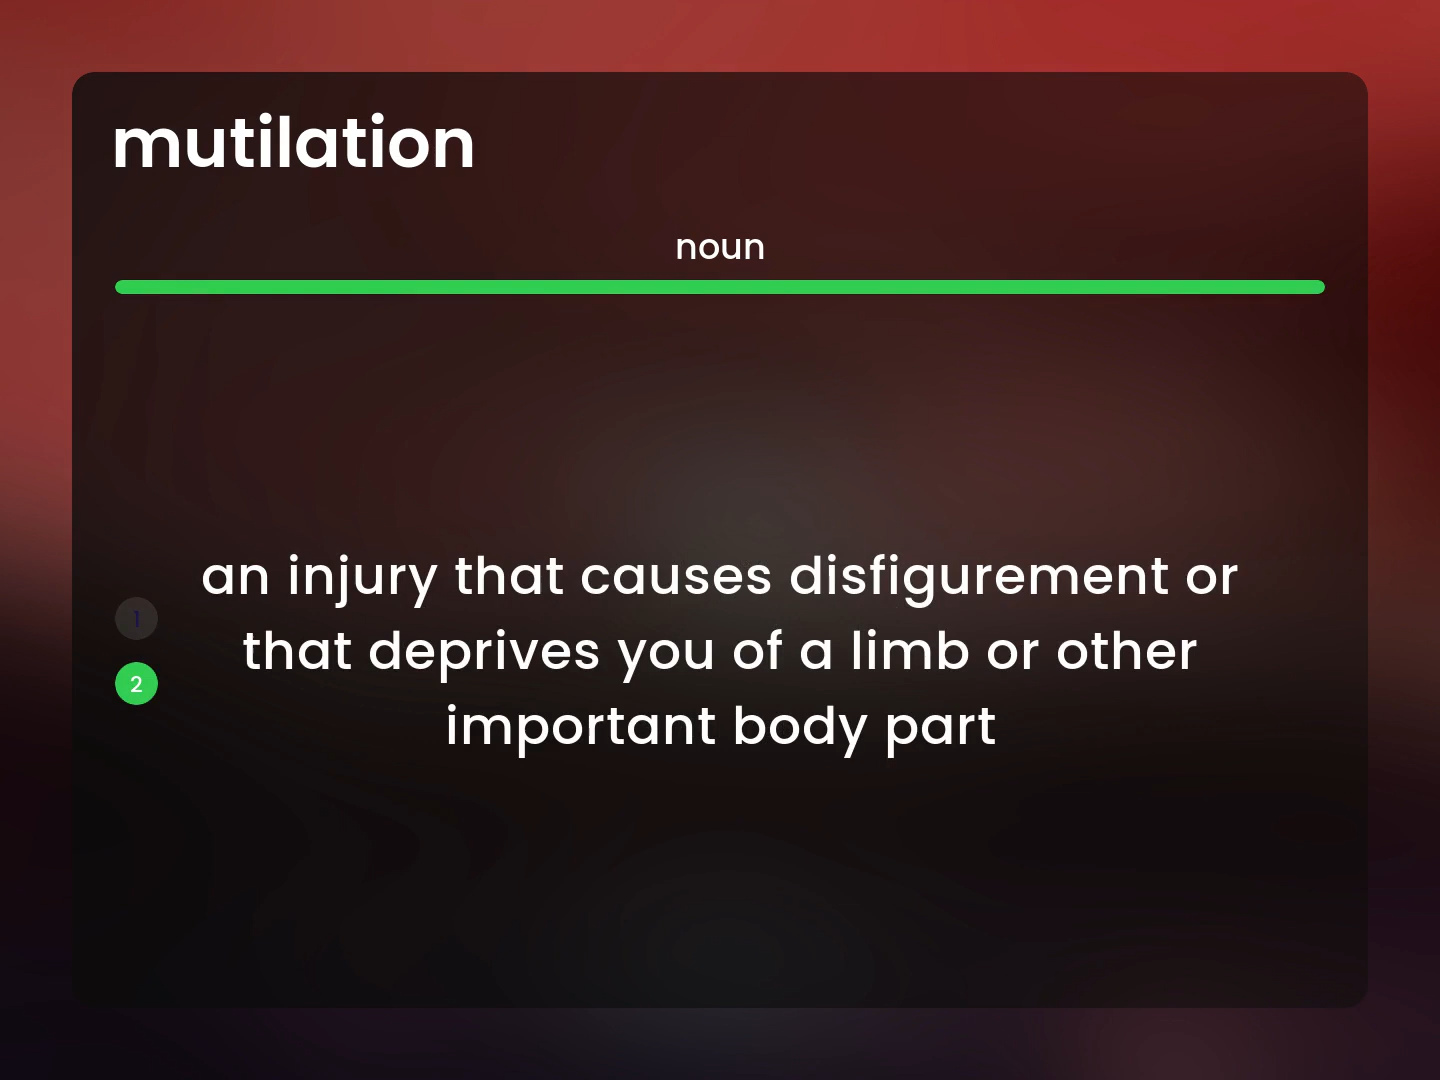 mutilation
noun
an injury that causes disfigurement or
that deprives you of a limb or other
important body part
1
2